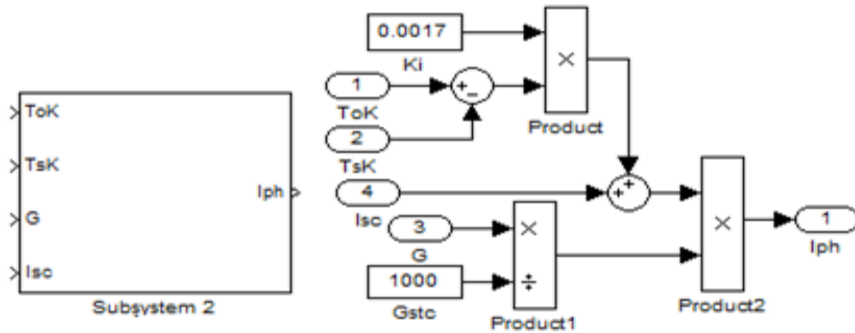 ToK
TsK
G
Isc
Iph
Subsystem 2
0.0017
Ki
1
ToK
2
TsK
4
Isc
3
G
1000
Gstc
×
Product
+
−
+
+
×
÷
Product1
×
Product2
1
Iph